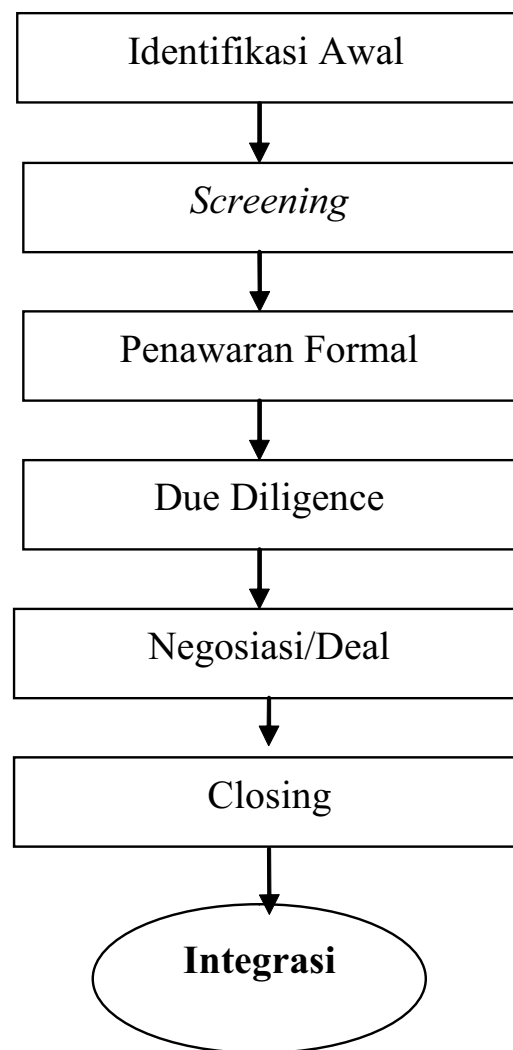 Identifikasi Awal
Screening
Penawaran Formal
Due Diligence
Negosiasi/Deal
Closing
Integrasi